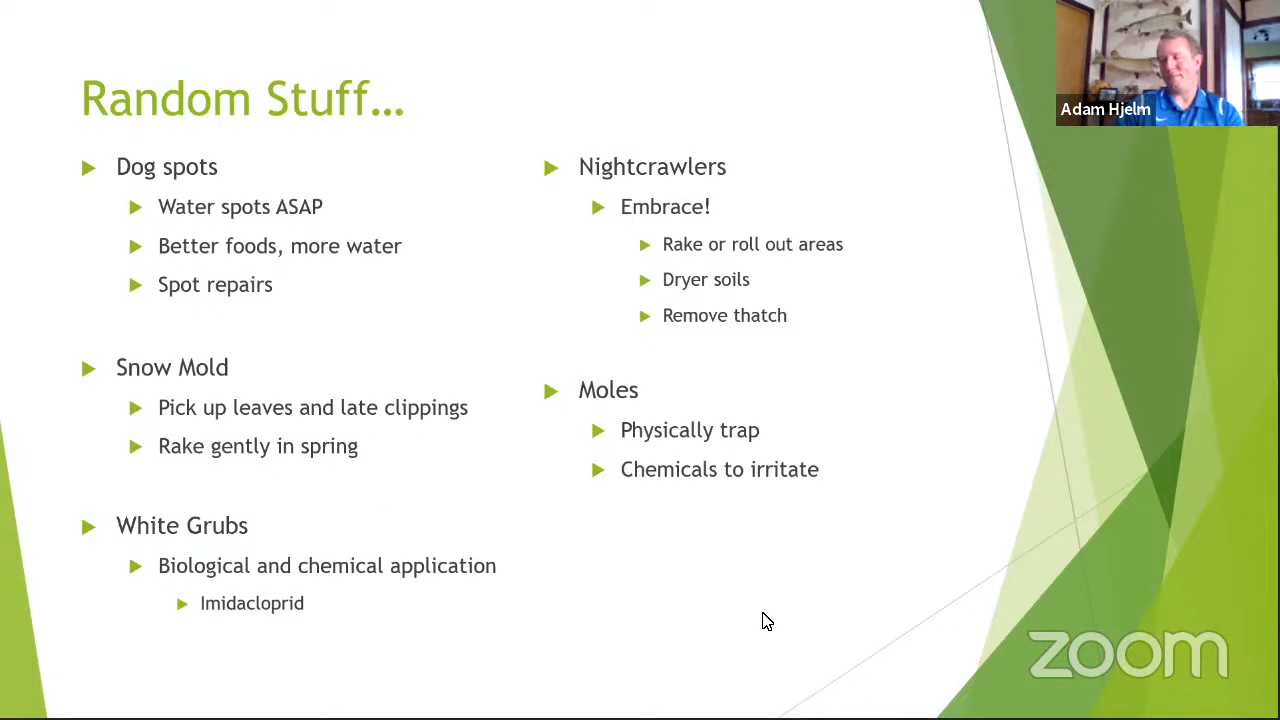 Random Stuff…
Dog spots
Water spots ASAP
Better foods, more water
Spot repairs
Snow Mold
Pick up leaves and late clippings
Rake gently in spring
White Grubs
Biological and chemical application
Imidacloprid
Nightcrawlers
Embrace!
Rake or roll out areas
Dryer soils
Remove thatch
Moles
Physically trap
Chemicals to irritate
Adam Hjelm
zoom